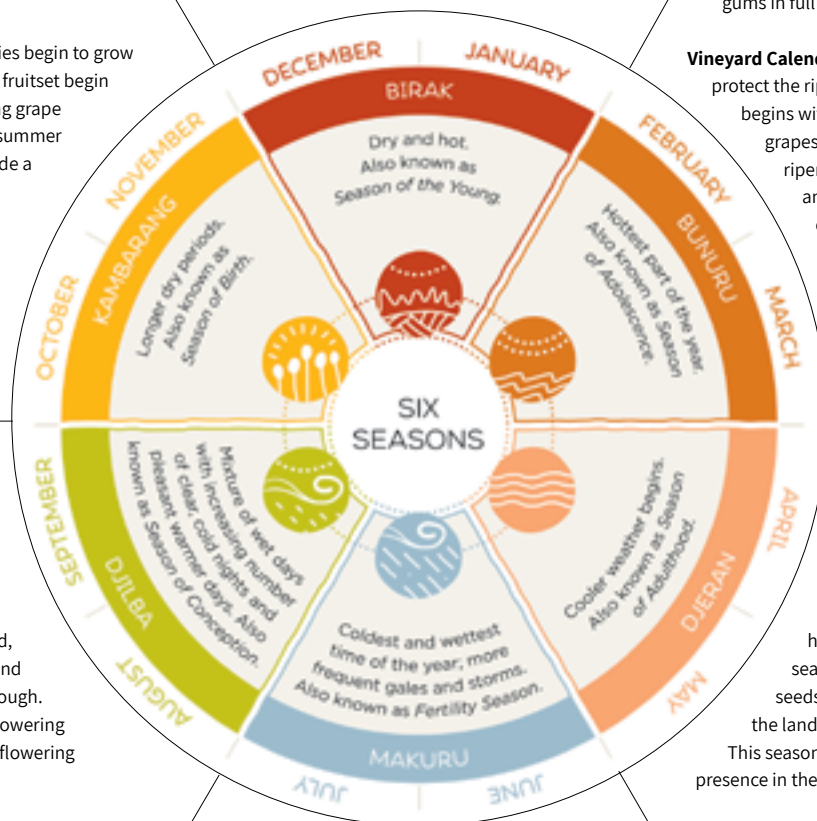 gums in full
ies begin to grow
fruitset begin
g grape
summer
de a
Vineyard Calen
protect the rip
begins wi
grapes
ripe
a
DECEMBER
JANUARY
BIRAK
Dry and hot.
Also known as
Season of the Young.
FEBRUARY
MARCH
BUNURU
Hottest part of the year.
Also known as Season
of Adolescence.
APRIL
MAY
DJERAN
Cooler weather begins.
Also known as Season
of Adulthood.
JUNE
JULY
MAKURU
Coldest and wettest
time of the year; more
frequent gales and storms.
Also known as Fertility Season.
AUGUST
SEPTEMBER
DJILBA
Mixture of wet days
with increasing number
of clear, cold nights and
pleasant warmer days. Also
known as Season of Conception.
OCTOBER
NOVEMBER
KAMBARANG
Longer dry periods.
Also known as
Season of Birth.
SIX
SEASONS
d,
nd
ough.
owering
flowering
h
sea
seeds
the land
This season
presence in the